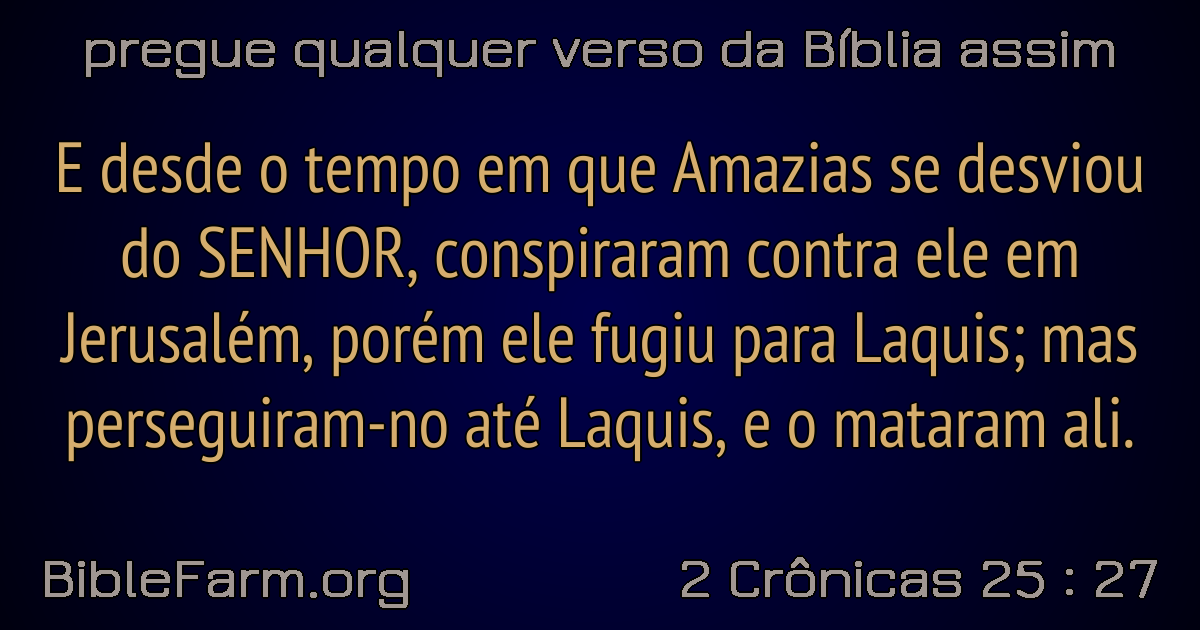 pregue qualquer verso da Bíblia assim
E desde o tempo em que Amazias se desviou
do SENHOR, conspiraram contra ele em
Jerusalém, porém ele fugiu para Laquis; mas
perseguiram-no até Laquis, e o mataram ali.
BibleFarm.org
2 Crônicas 25 : 27